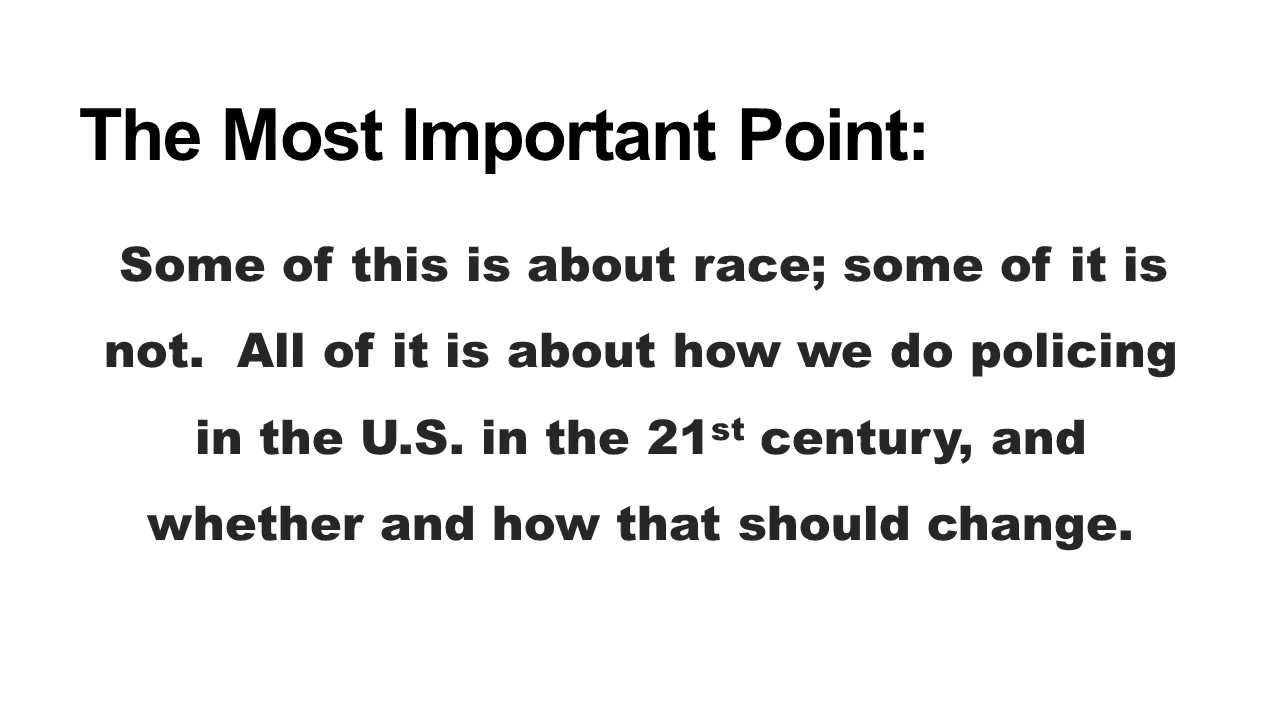 The Most Important Point:
Some of this is about race; some of it is
not.  All of it is about how we do policing
in the U.S. in the 21st century, and
whether and how that should change.